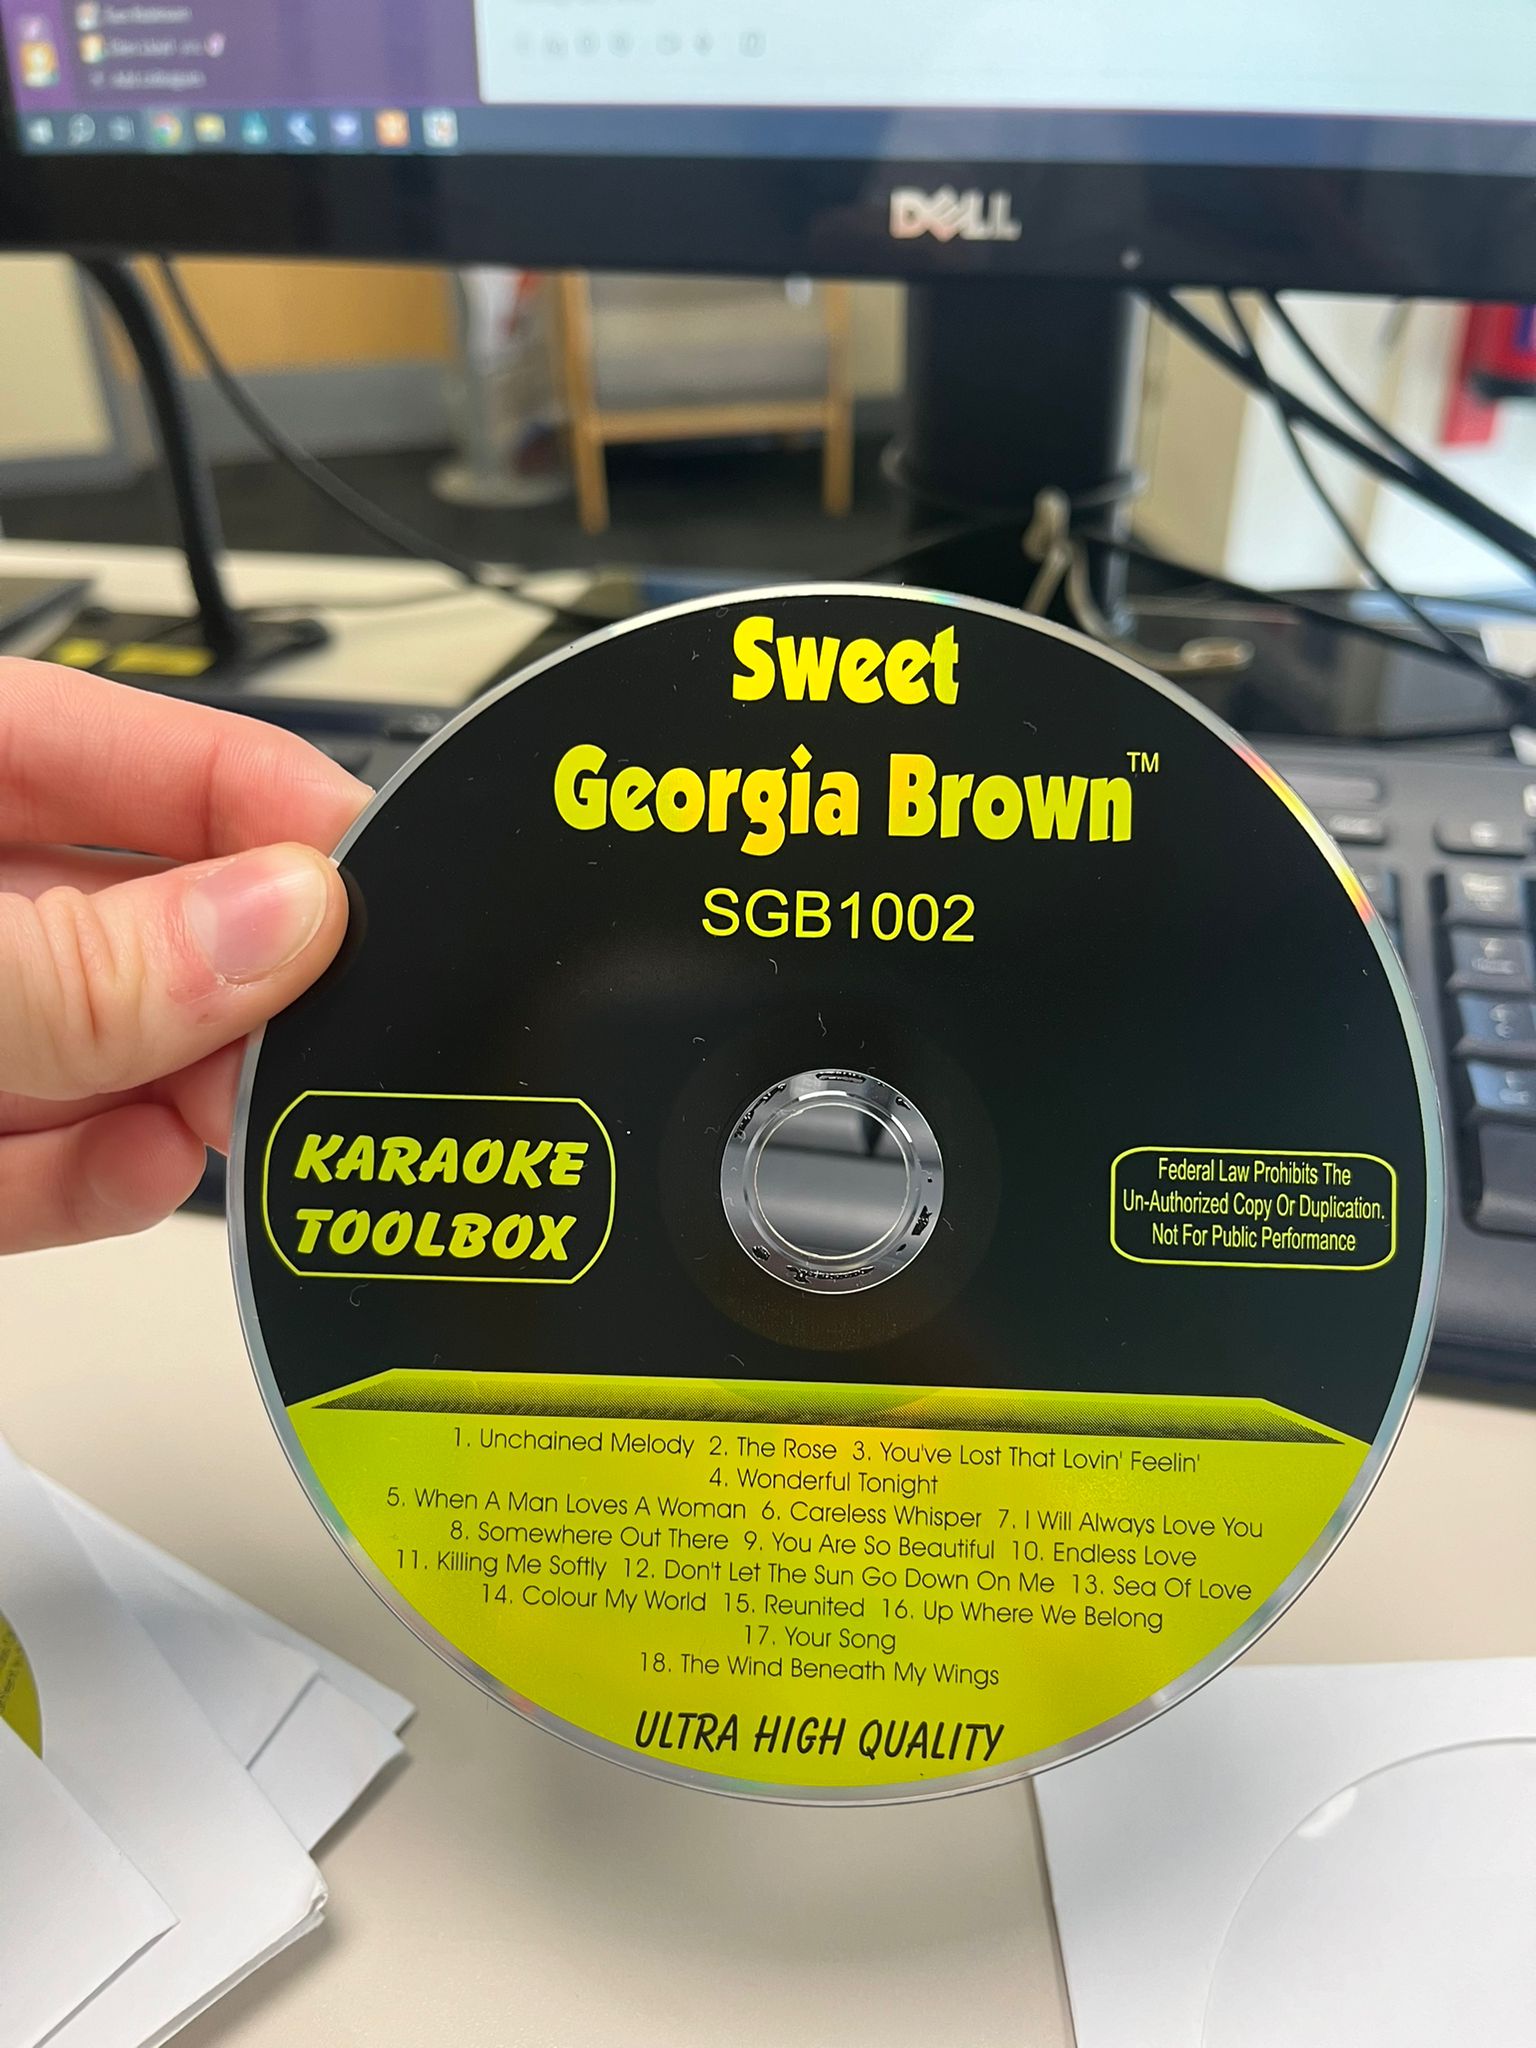 DELL
Sweet
Georgia Brown™
SGB1002
KARAOKE
TOOLBOX
Federal Law Prohibits The
Un-Authorized Copy Or Duplication.
Not For Public Performance
1. Unchained Melody 2. The Rose 3. You've Lost That Lovin' Feelin'
4. Wonderful Tonight
5. When A Man Loves A Woman 6. Careless Whisper 7. I Will Always Love You
8. Somewhere Out There 9. You Are So Beautiful 10. Endless Love
11. Killing Me Softly 12. Don't Let The Sun Go Down On Me 13. Sea Of Love
14. Colour My World 15. Reunited 16. Up Where We Belong
17. Your Song
18. The Wind Beneath My Wings
ULTRA HIGH QUALITY